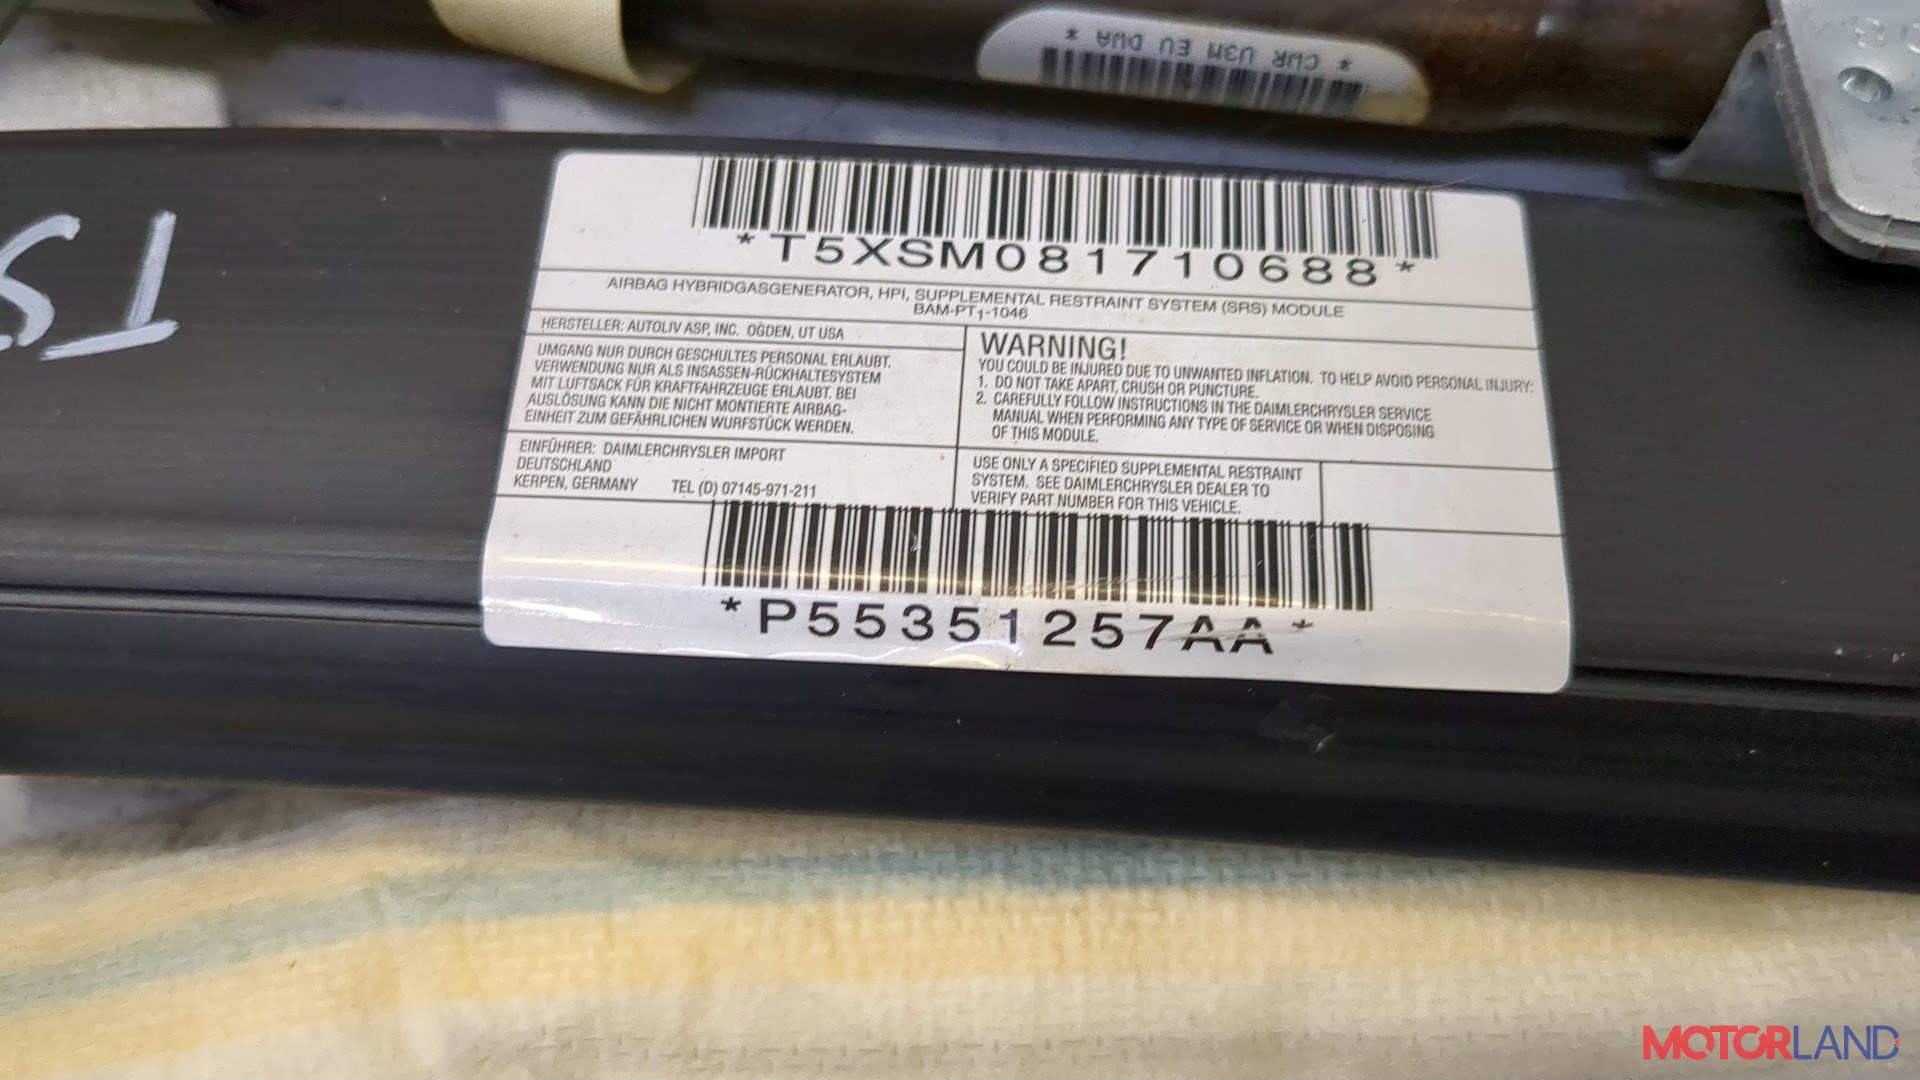 * CWR U3M EU DWA *
TS
*T5XSM081710688*
AIRBAG HYBRIDGASGENERATOR, HPI, SUPPLEMENTAL RESTRAINT SYSTEM (SRS) MODULE
BAM-PT1-1046
HERSTELLER: AUTOLIV ASP, INC. OGDEN, UT USA
UMGANG NUR DURCH GESCHULTES PERSONAL ERLAUBT.
VERWENDUNG NUR ALS INSASSEN-RÜCKHALTESYSTEM
MIT LUFTSACK FÜR KRAFTFAHRZEUGE ERLAUBT. BEI
AUSLÖSUNG KANN DIE NICHT MONTIERTE AIRBAG-
EINHEIT ZUM GEFÄHRLICHEN WURFSTÜCK WERDEN.
EINFÜHRER: DAIMLERCHRYSLER IMPORT
DEUTSCHLAND
KERPEN, GERMANY TEL (D) 07145-971-211
WARNING!
YOU COULD BE INJURED DUE TO UNWANTED INFLATION. TO HELP AVOID PERSONAL INJURY:
1. DO NOT TAKE APART, CRUSH OR PUNCTURE.
2. CAREFULLY FOLLOW INSTRUCTIONS IN THE DAIMLERCHRYSLER SERVICE
MANUAL WHEN PERFORMING ANY TYPE OF SERVICE OR WHEN DISPOSING
OF THIS MODULE.
USE ONLY A SPECIFIED SUPPLEMENTAL RESTRAINT
SYSTEM. SEE DAIMLERCHRYSLER DEALER TO
VERIFY PART NUMBER FOR THIS VEHICLE.
*P55351257AA*
MOTORLAND